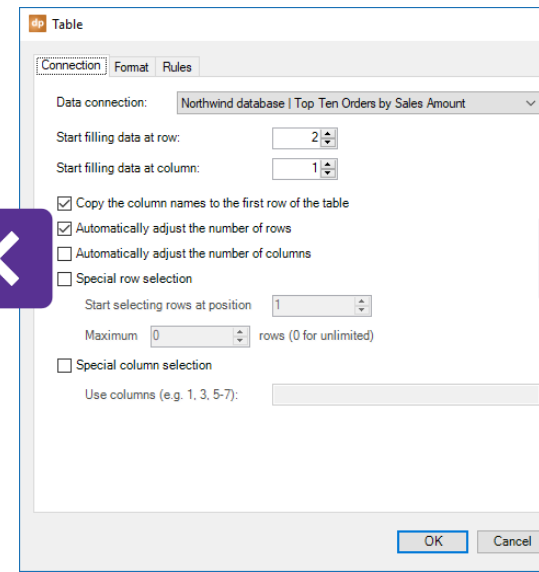 dp Table
Connection Format Rules
Data connection: Northwind database | Top Ten Orders by Sales Amount
Start filling data at row: 2
Start filling data at column: 1
Copy the column names to the first row of the table
Automatically adjust the number of rows
Automatically adjust the number of columns
Special row selection
Start selecting rows at position 1
Maximum 0 rows (0 for unlimited)
Special column selection
Use columns (e.g. 1, 3, 5-7):
OK Cancel